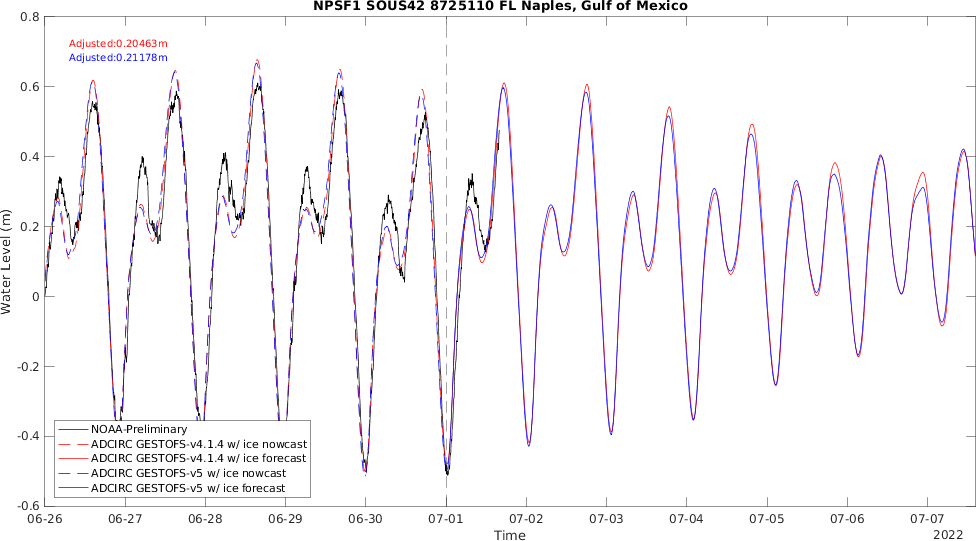 NPSF1 SOUS42 8725110 FL Naples, Gulf of Mexico
0.8
Adjusted:0.20463m
Adjusted:0.21178m
0.6
0.4
0.2
0
-0.2
-0.4
-0.6
Water Level (m)
NOAA-Preliminary
ADCIRC GESTOFS-v4.1.4 w/ ice nowcast
ADCIRC GESTOFS-v4.1.4 w/ ice forecast
ADCIRC GESTOFS-v5 w/ ice nowcast
ADCIRC GESTOFS-v5 w/ ice forecast
06-26 06-27 06-28 06-29 06-30 07-01 07-02 07-03 07-04 07-05 07-06 07-07
Time
2022